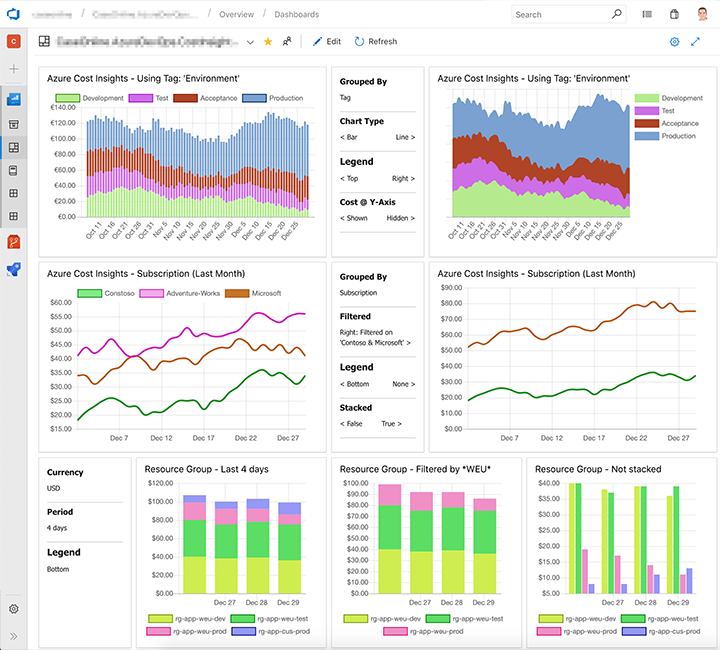 / Overview / Dashboards
Search
C
Edit Refresh
Azure Cost Insights - Using Tag: 'Environment'
Development Test Acceptance Production
€140.00
€120.00
€100.00
€80.00
€60.00
€40.00
€20.00
€0.00
Oct 11 Oct 16 Oct 21 Oct 26 Oct 31 Nov 5 Nov 10 Nov 15 Nov 20 Nov 25 Nov 30 Dec 5 Dec 10 Dec 15 Dec 20 Dec 25
Grouped By
Tag
Chart Type
< Bar Line >
Legend
< Top Right >
Cost @ Y-Axis
< Shown Hidden >
Azure Cost Insights - Using Tag: 'Environment'
Development
Test
Acceptance
Production
Oct 11 Oct 16 Oct 21 Oct 26 Oct 31 Nov 5 Nov 10 Nov 15 Nov 20 Nov 25 Nov 30 Dec 5 Dec 10 Dec 15 Dec 20 Dec 25
Azure Cost Insights - Subscription (Last Month)
Constoso Adventure-Works Microsoft
$60.00
$55.00
$50.00
$45.00
$40.00
$35.00
$30.00
$25.00
$20.00
$15.00
Dec 7 Dec 12 Dec 17 Dec 22 Dec 27
Grouped By
Subscription
Filtered
Right: Filtered on
'Contoso & Microsoft' >
Legend
< Bottom None >
Stacked
< False True >
Azure Cost Insights - Subscription (Last Month)
$90.00
$80.00
$70.00
$60.00
$50.00
$40.00
$30.00
$20.00
$10.00
$0.00
Dec 7 Dec 12 Dec 17 Dec 22 Dec 27
Currency
USD
Period
4 days
Legend
Bottom
Resource Group - Last 4 days
$120.00
$100.00
$80.00
$60.00
$40.00
$20.00
$0.00
Dec 27 Dec 28 Dec 29
rg-app-weu-dev rg-app-weu-test
rg-app-weu-prod rg-app-cus-prod
Resource Group - Filtered by *WEU*
$100.00
$90.00
$80.00
$70.00
$60.00
$50.00
$40.00
$30.00
$20.00
$10.00
$0.00
Dec 27 Dec 28 Dec 29
rg-app-weu-dev rg-app-weu-test
rg-app-weu-prod
Resource Group - Not stacked
$40.00
$35.00
$30.00
$25.00
$20.00
$15.00
$10.00
$5.00
Dec 27 Dec 28 Dec 29
rg-app-weu-dev rg-app-weu-test
rg-app-weu-prod rg-app-cus-prod